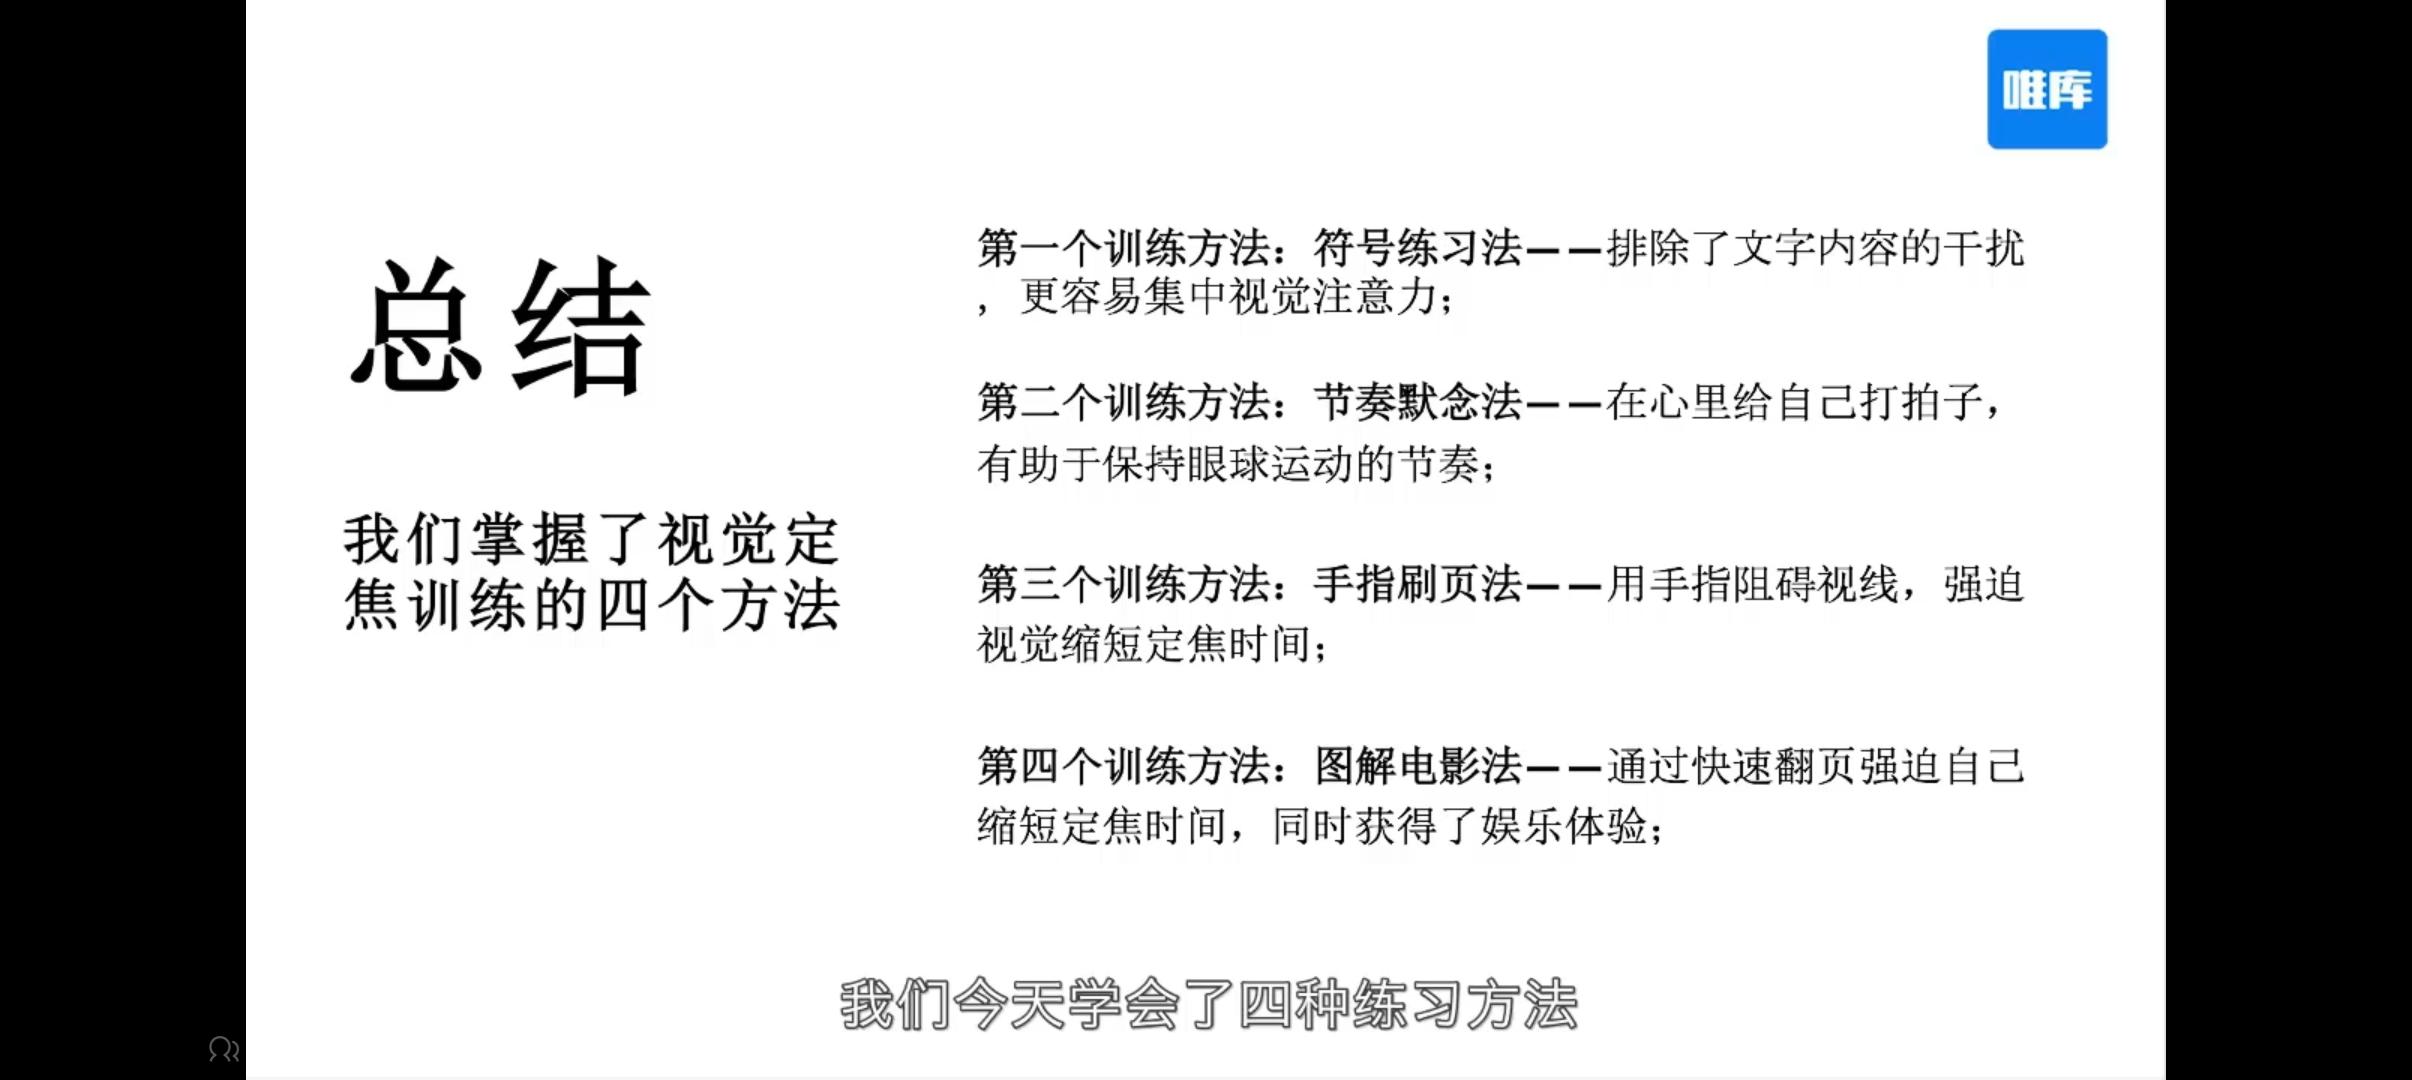 唯库
总结
我们掌握了视觉定
焦训练的四个方法
第一个训练方法：符号练习法——排除了文字内容的干扰
，更容易集中视觉注意力；
第二个训练方法：节奏默念法——在心里给自己打拍子，
有助于保持眼球运动的节奏；
第三个训练方法：手指刷页法——用手指阻碍视线，强迫
视觉缩短定焦时间；
第四个训练方法：图解电影法——通过快速翻页强迫自己
缩短定焦时间，同时获得了娱乐体验；
我们今天学会了四种练习方法